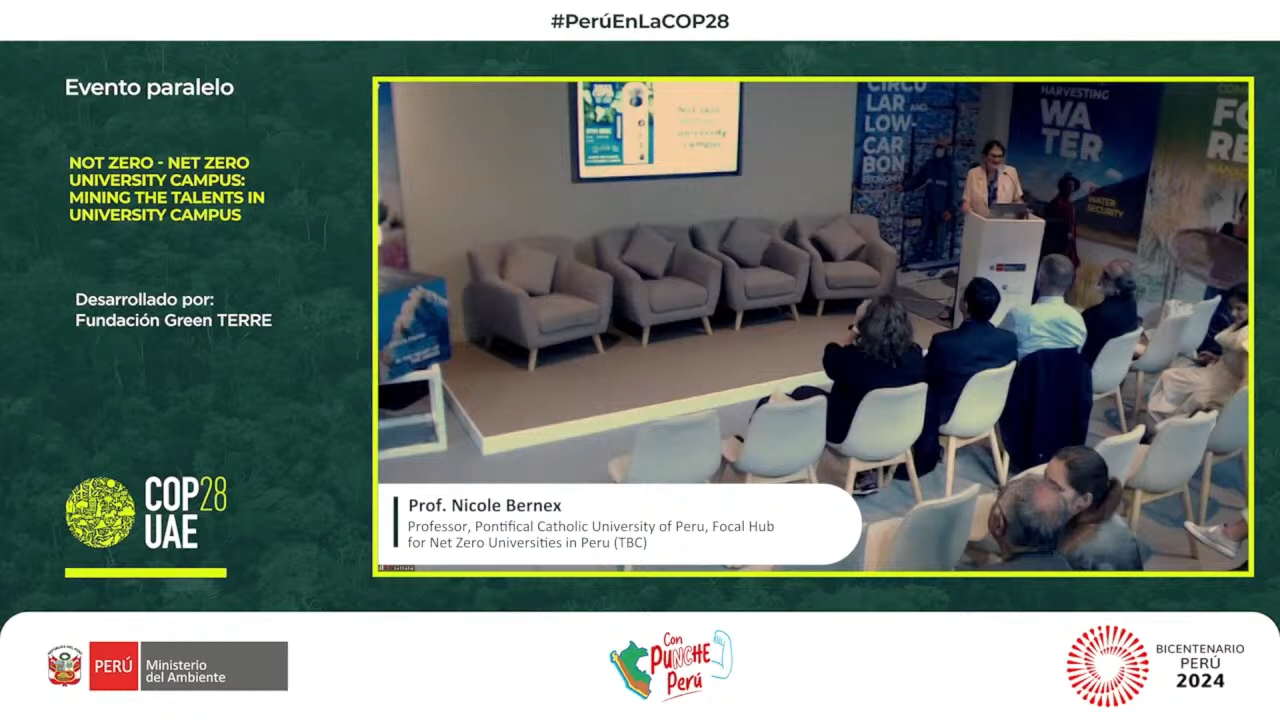 #PerúEnLaCOP28
Evento paralelo
NOT ZERO - NET ZERO
UNIVERSITY CAMPUS:
MINING THE TALENTS IN
UNIVERSITY CAMPUS
Desarrollado por:
Fundación Green TERRE
COP28
UAE
CIRCU
LAR AND
LOW-
CAR
BON
HARVESTING
WA
TER
WATER
SECURITY
FO
RE
Prof. Nicole Bernex
Professor, Pontifical Catholic University of Peru, Focal Hub
for Net Zero Universities in Peru (TBC)
PERÚ
Ministerio
del Ambiente
Con
PUNCHE
Perú
BICENTENARIO
PERÚ
2024